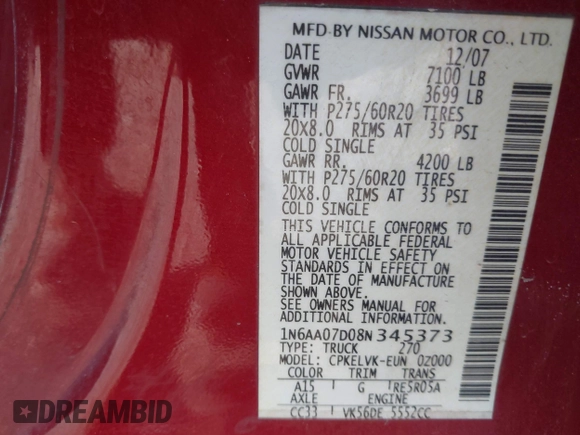 MFD BY NISSAN MOTOR CO., LTD.
DATE 12/07
GVWR 7100 LB
GAWR FR. 3699 LB
WITH P275/60R20 TIRES
20X8.0 RIMS AT 35 PSI
COLD SINGLE
GAWR RR. 4200 LB
WITH P275/60R20 TIRES
20X8.0 RIMS AT 35 PSI
COLD SINGLE
THIS VEHICLE CONFORMS TO
ALL APPLICABLE FEDERAL
MOTOR VEHICLE SAFETY
STANDARDS IN EFFECT ON
THE DATE OF MANUFACTURE
SHOWN ABOVE.
SEE OWNERS MANUAL FOR
ADDITIONAL INFORMATION.
1N6AA07D08N345373
TYPE: TRUCK 270
MODEL: CPKELVK-EUN 02000
COLOR TRIM TRANS
A15 G RE5R05A
AXLE ENGINE
CC33 VK56DE 5552CC
DREAMBID